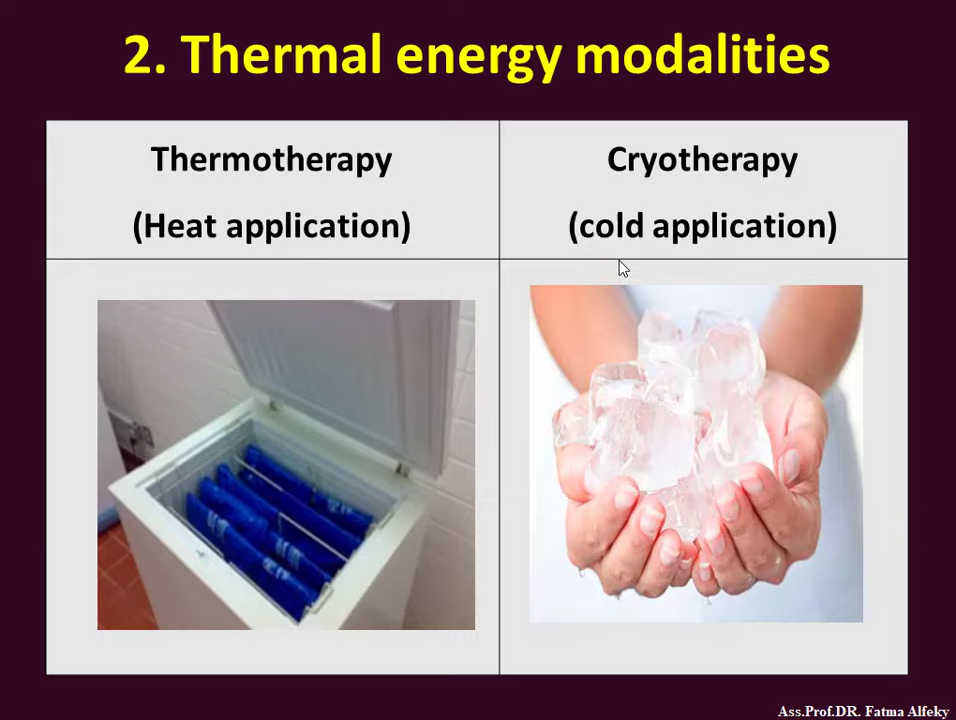 2. Thermal energy modalities
Thermotherapy
(Heat application)
Cryotherapy
(cold application)
Ass.Prof.DR. Fatma Alfeky